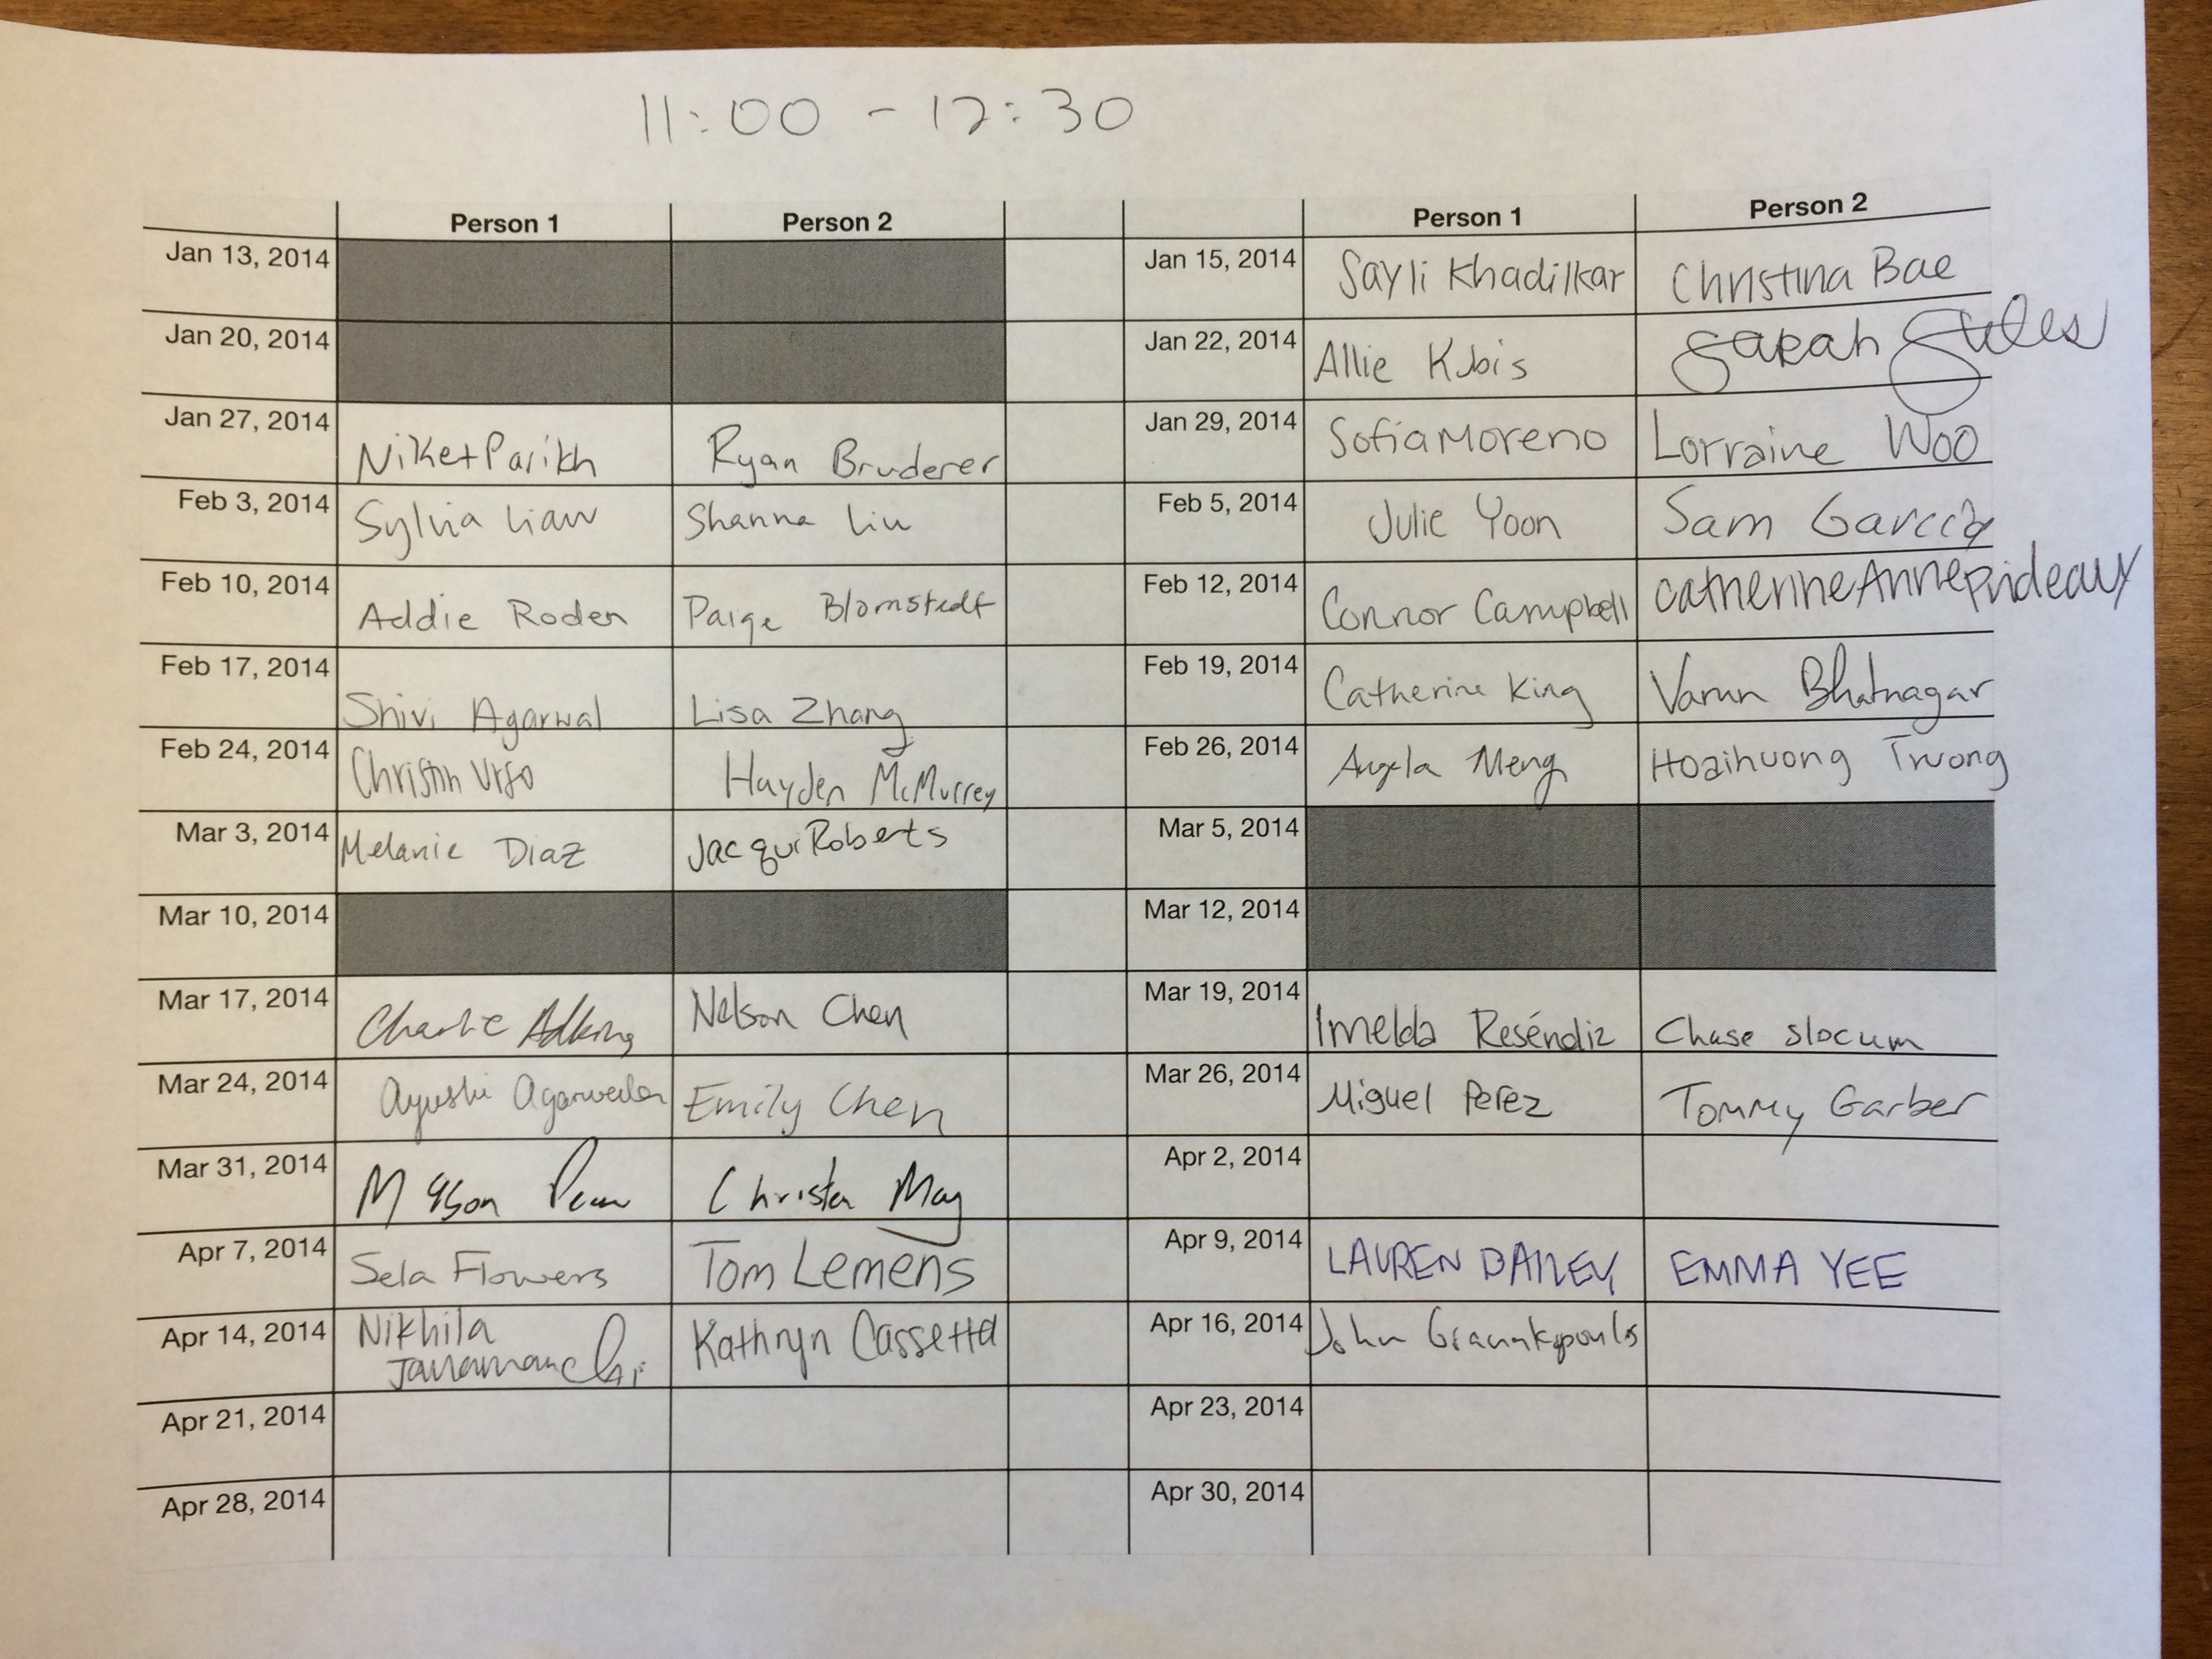 11:00 - 12:30
Person 1 Person 2 Person 1 Person 2
Jan 13, 2014 Jan 15, 2014 Sayli Khadilkar Christina Bae
Jan 20, 2014 Jan 22, 2014 Allie Kubis Sarah
Jan 27, 2014 Niket Parikh Ryan Bruderer Jan 29, 2014 Sofia Moreno Lorraine Woo
Feb 3, 2014 Sylvia Liaw Shanna Liu Feb 5, 2014 Julie Yoon Sam Garcia
Feb 10, 2014 Addie Roden Paige Blomstedt Feb 12, 2014 Connor Campbell Catherine Anne Prideaux
Feb 17, 2014 Shivi Agarwal Lisa Zhang Feb 19, 2014 Catherine King Varun Bhatnagar
Feb 24, 2014 Christin Urso Hayden McMurrey Feb 26, 2014 Angela Meng Hoaihuong Truong
Mar 3, 2014 Melanie Diaz Jacqui Roberts Mar 5, 2014
Mar 10, 2014 Mar 12, 2014
Mar 17, 2014 Charlie Adkins Nelson Chen Mar 19, 2014 Imelda Reséndiz Chase Slocum
Mar 24, 2014 Ayushi Emily Chen Mar 26, 2014 Miguel Perez Tommy Garber
Mar 31, 2014 Christa May Apr 2, 2014
Apr 7, 2014 Sela Flowers Tom Lemens Apr 9, 2014 LAUREN DAILEY EMMA YEE
Apr 14, 2014 Nikhila Kathryn Cassetta Apr 16, 2014 John
Apr 21, 2014 Apr 23, 2014
Apr 28, 2014 Apr 30, 2014